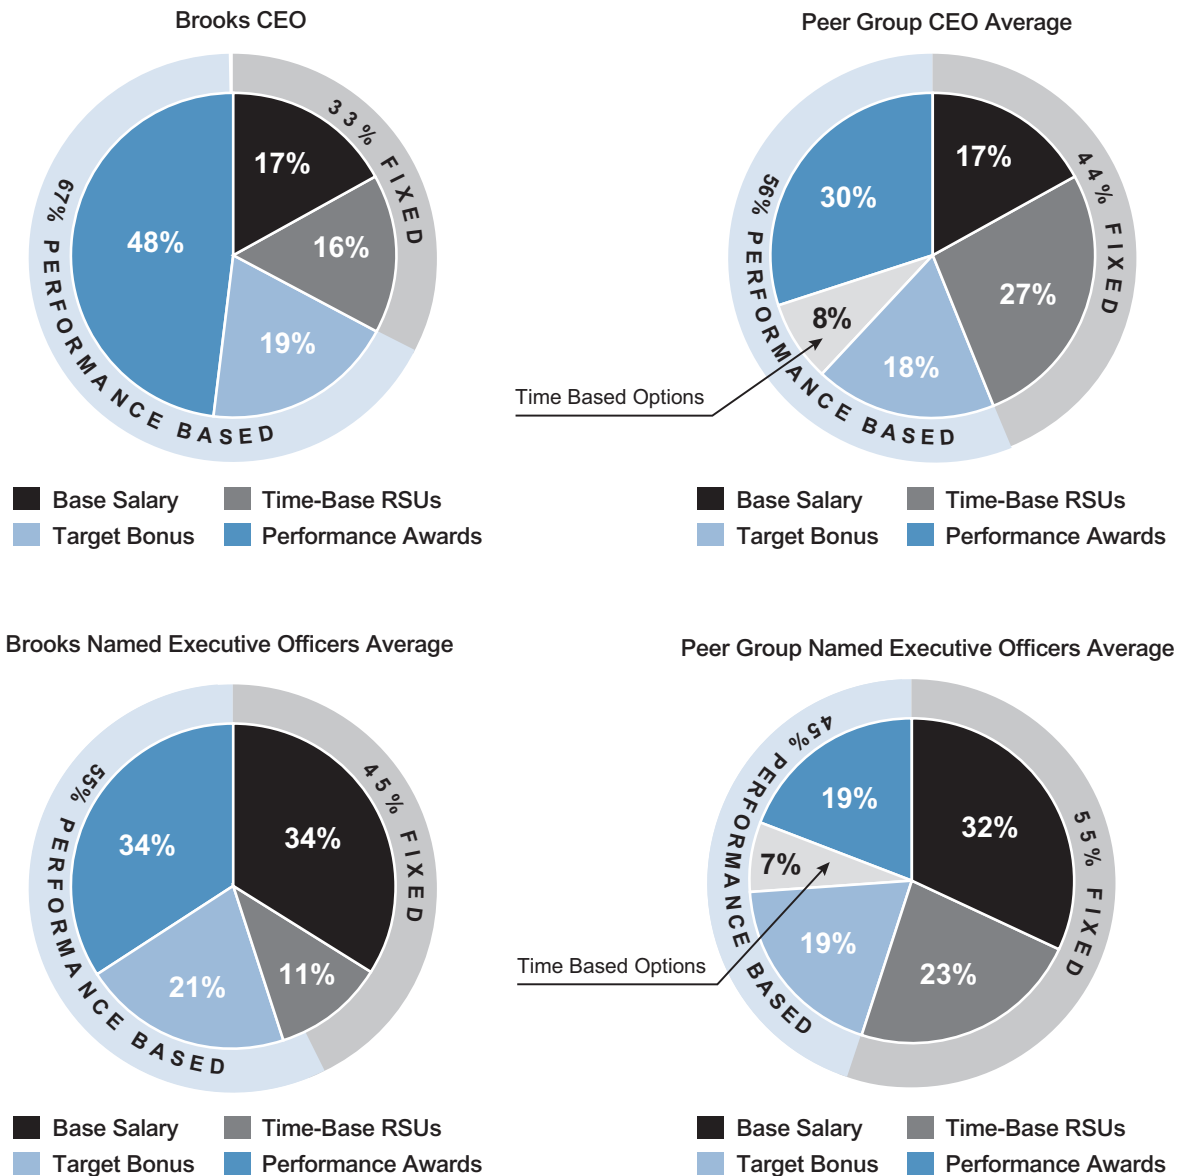 Brooks CEO
33% FIXED
17%
16%
19%
48%
67% PERFORMANCE BASED
Base Salary
Time-Base RSUs
Target Bonus
Performance Awards
Peer Group CEO Average
44% FIXED
17%
27%
18%
8%
30%
56% PERFORMANCE BASED
Time Based Options
Base Salary
Time-Base RSUs
Target Bonus
Performance Awards
Brooks Named Executive Officers Average
45% FIXED
34%
11%
21%
34%
55% PERFORMANCE BASED
Base Salary
Time-Base RSUs
Target Bonus
Performance Awards
Peer Group Named Executive Officers Average
55% FIXED
32%
23%
19%
7%
19%
45% PERFORMANCE BASED
Time Based Options
Base Salary
Time-Base RSUs
Target Bonus
Performance Awards